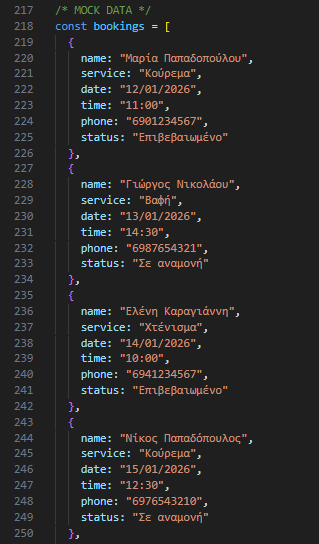 217 /* MOCK DATA */
218 const bookings = [
219 {
220 name: "Μαρία Παπαδοπούλου",
221 service: "Κούρεμα",
222 date: "12/01/2026",
223 time: "11:00",
224 phone: "6901234567",
225 status: "Επιβεβαιωμένο"
226 },
227 {
228 name: "Γιώργος Νικολάου",
229 service: "Βαφή",
230 date: "13/01/2026",
231 time: "14:30",
232 phone: "6987654321",
233 status: "Σε αναμονή"
234 },
235 {
236 name: "Ελένη Καραγιάννη",
237 service: "Χτένισμα",
238 date: "14/01/2026",
239 time: "10:00",
240 phone: "6941234567",
241 status: "Επιβεβαιωμένο"
242 },
243 {
244 name: "Νίκος Παπαδόπουλος",
245 service: "Κούρεμα",
246 date: "15/01/2026",
247 time: "12:30",
248 phone: "6976543210",
249 status: "Σε αναμονή"
250 },